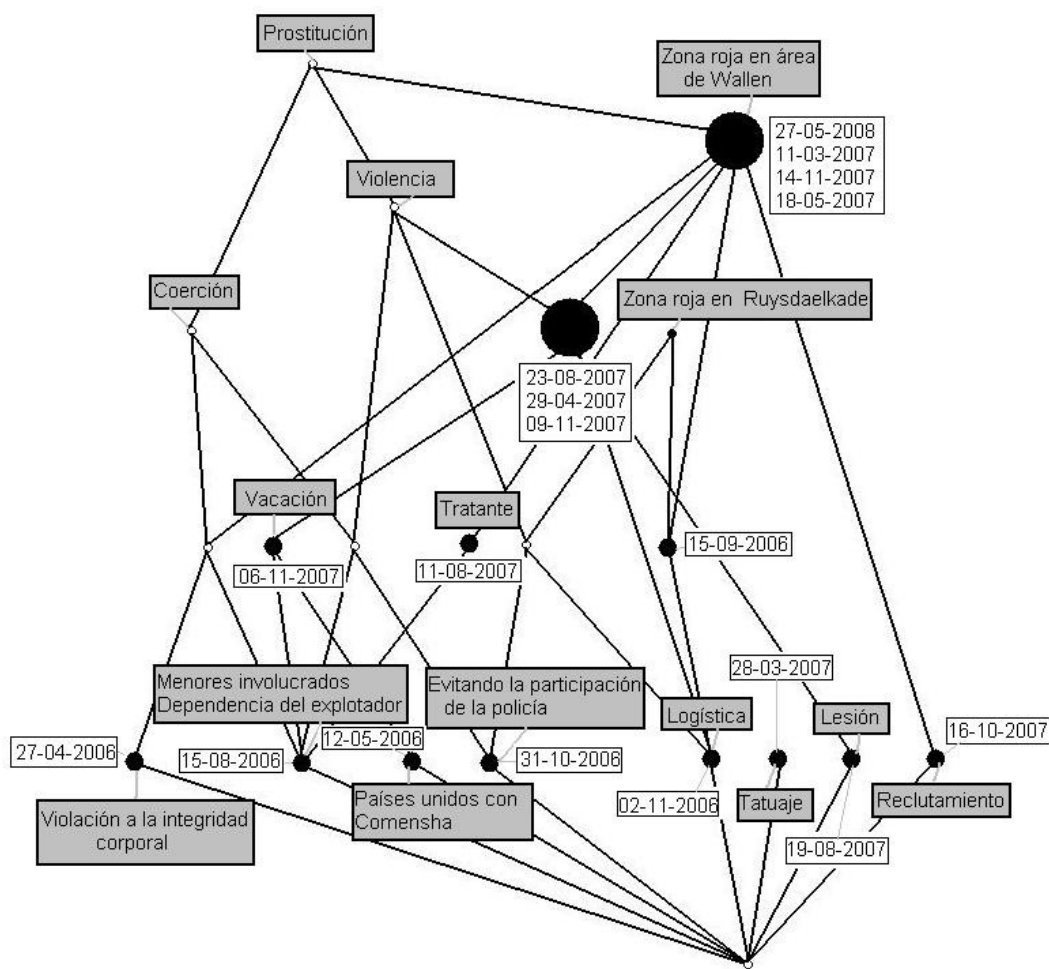 Prostitución
Zona roja en área
de Wallen
27-05-2008
11-03-2007
14-11-2007
18-05-2007
Violencia
Coerción
Zona roja en Ruysdaelkade
23-08-2007
29-04-2007
09-11-2007
Vacación
Tratante
15-09-2006
06-11-2007
11-08-2007
28-03-2007
Menores involucrados
Dependencia del explotador
Evitando la participación
de la policía
Logística
Lesión
16-10-2007
12-05-2006
27-04-2006
15-08-2006
31-10-2006
02-11-2006
Tatuaje
Reclutamiento
Países unidos con
Comensha
Violación a la integridad
corporal
19-08-2007